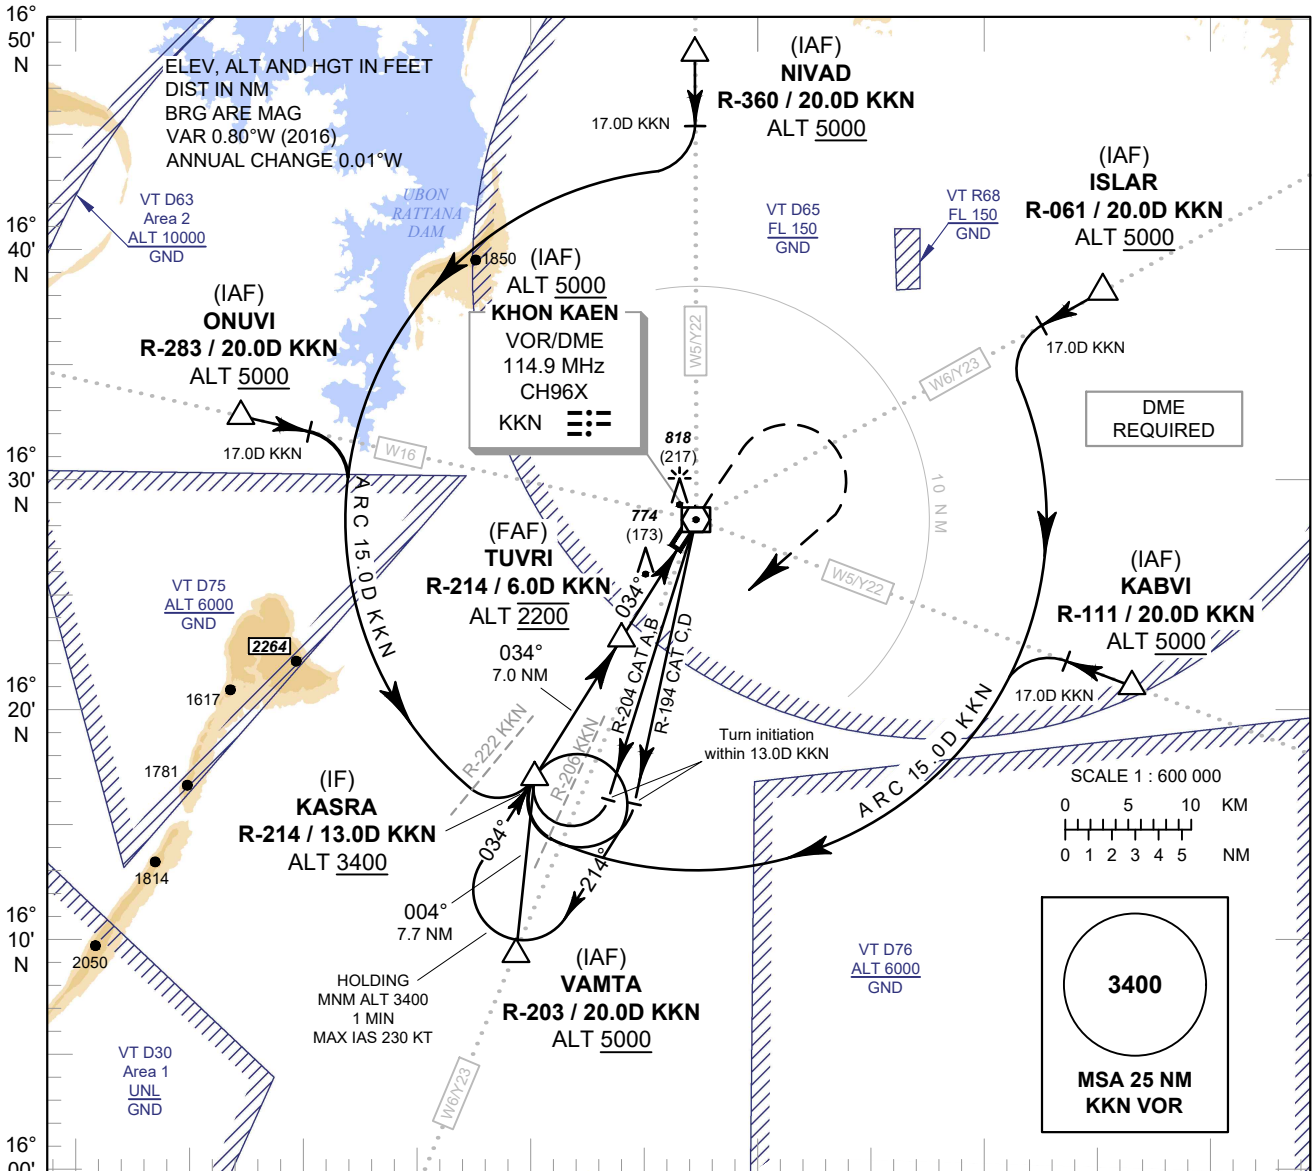 16°
50'
N
ELEV, ALT AND HGT IN FEET
DIST IN NM
BRG ARE MAG
VAR 0.80°W (2016)
ANNUAL CHANGE 0.01°W
(IAF)
NIVAD
R-360 / 20.0D KKN
ALT 5000
17.0D KKN
(IAF)
ISLAR
R-061 / 20.0D KKN
ALT 5000
17.0D KKN
VT D63
Area 2
ALT 10000
GND
UBON
RATTANA
DAM
VT D65
FL 150
GND
VT R68
FL 150
GND
16°
40'
N
1850
(IAF)
ALT 5000
KHON KAEN
VOR/DME
114.9 MHz
CH96X
KKN
(IAF)
ONUVI
R-283 / 20.0D KKN
ALT 5000
17.0D KKN
W5/Y22
W6/Y23
W16
DME
REQUIRED
818
(217)
774
(173)
10 NM
16°
30'
N
ARC 15.0D KKN
(FAF)
TUVRI
R-214 / 6.0D KKN
ALT 2200
034°
W5/Y22
(IAF)
KABVI
R-111 / 20.0D KKN
ALT 5000
17.0D KKN
VT D75
ALT 6000
GND
2264
1617
034°
7.0 NM
R-204 CAT A,B
R-194 CAT C,D
16°
20'
N
R-222 KKN
R-206 KKN
Turn initiation
within 13.0D KKN
1781
(IF)
KASRA
R-214 / 13.0D KKN
ALT 3400
ARC 15.0D KKN
SCALE 1 : 600 000
0 5 10 KM
0 1 2 3 4 5 NM
1814
034°
214°
004°
7.7 NM
16°
10'
N
2050
HOLDING
MNM ALT 3400
1 MIN
MAX IAS 230 KT
(IAF)
VAMTA
R-203 / 20.0D KKN
ALT 5000
VT D76
ALT 6000
GND
3400
MSA 25 NM
KKN VOR
VT D30
Area 1
UNL
GND
W6/Y23
16°
00'